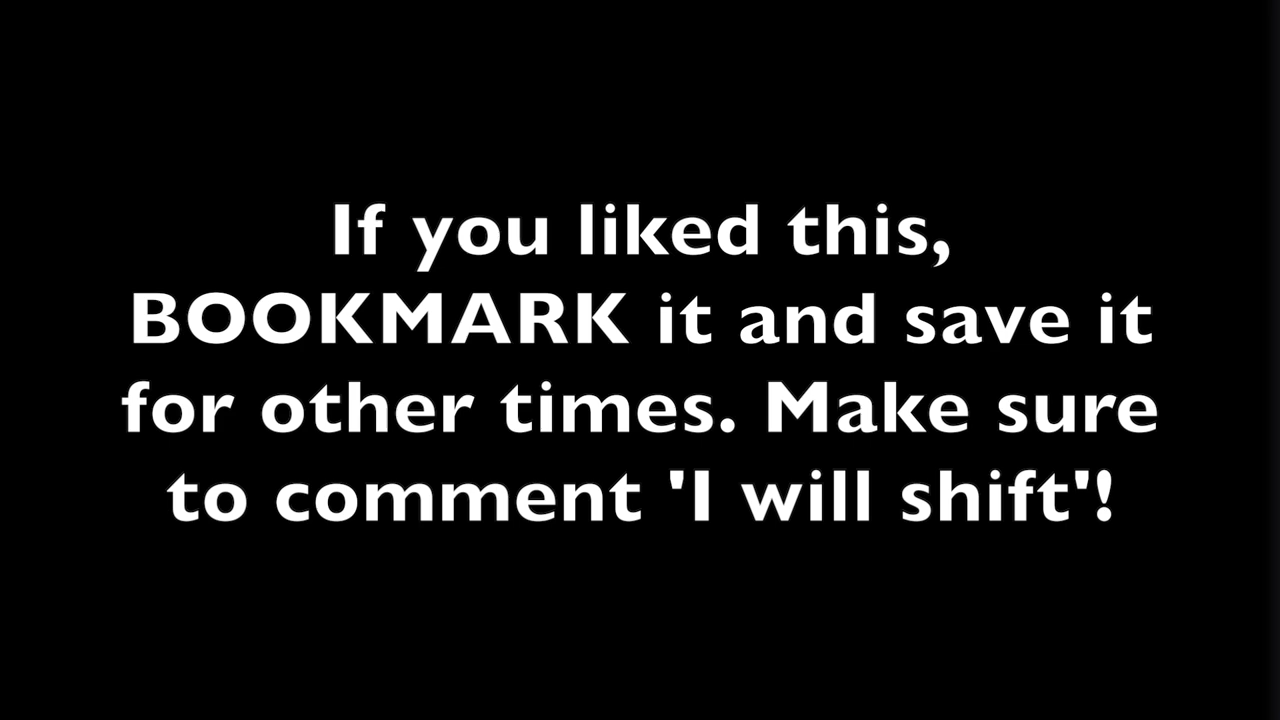 If you liked this,
BOOKMARK it and save it
for other times. Make sure
to comment 'I will shift'!